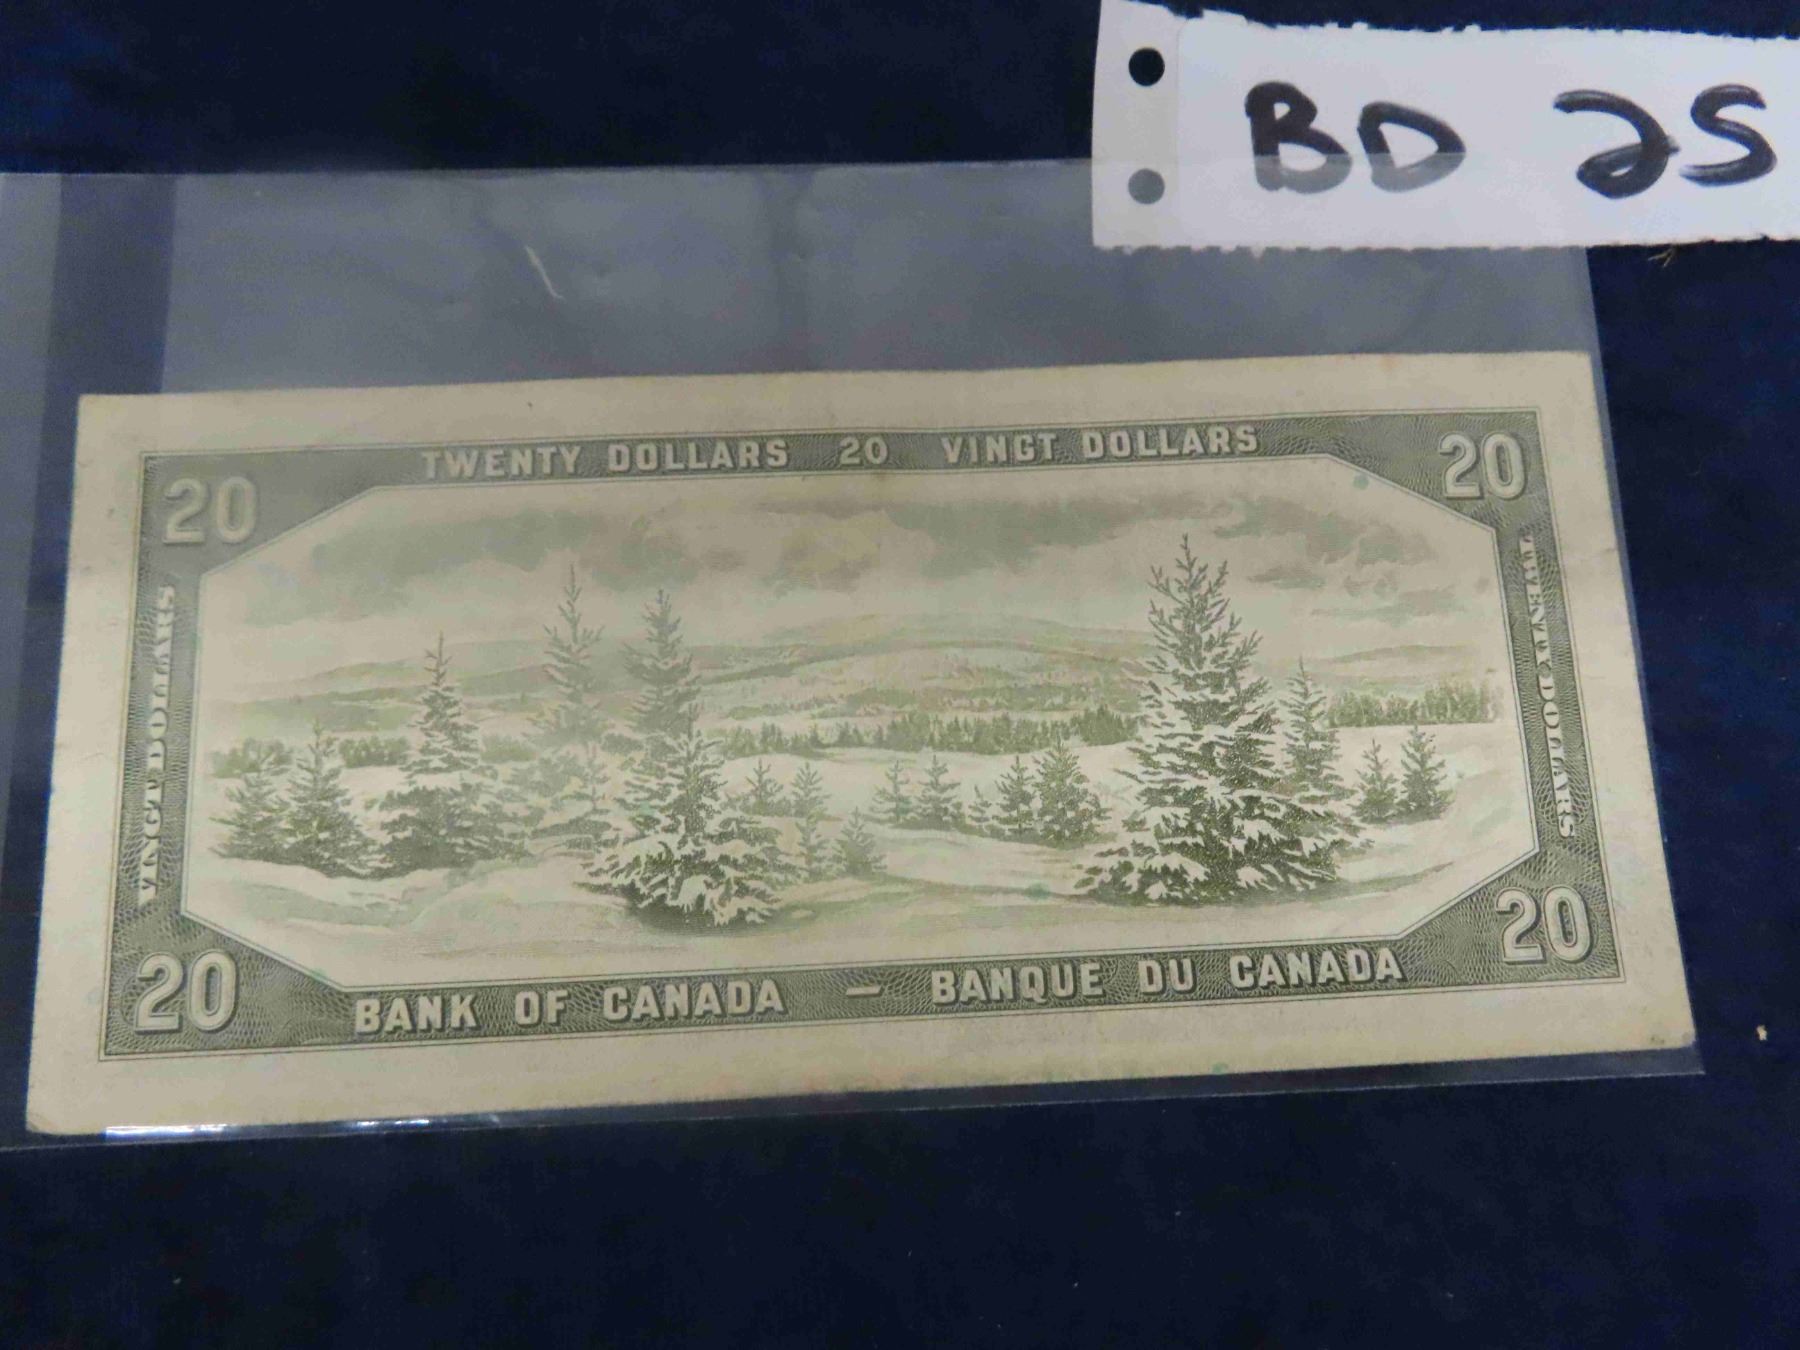 BD 25
TWENTY DOLLARS 20 VINGT DOLLARS
20
20
VINGT DOLLARS
TWENTY DOLLARS
20
20
BANK OF CANADA — BANQUE DU CANADA